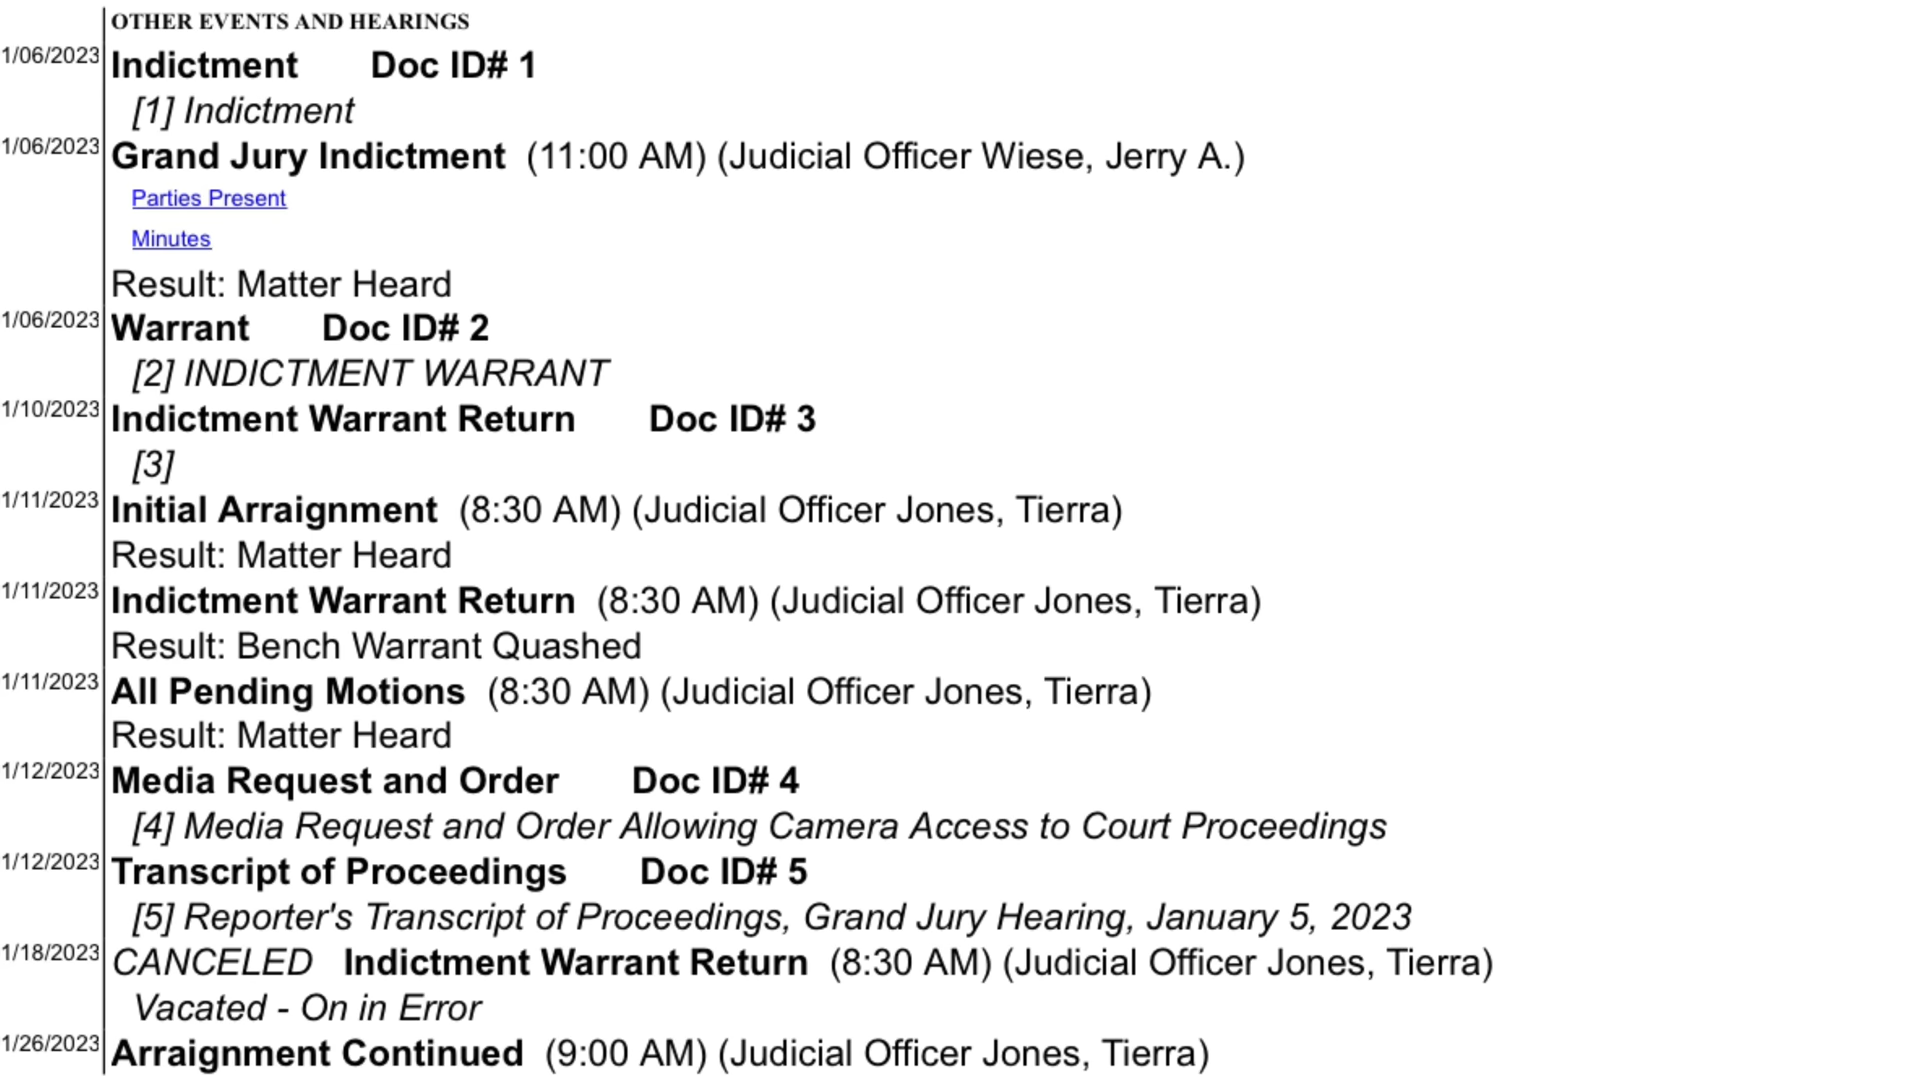 OTHER EVENTS AND HEARINGS
1/06/2023 Indictment Doc ID# 1
[1] Indictment
1/06/2023 Grand Jury Indictment (11:00 AM) (Judicial Officer Wiese, Jerry A.)
Parties Present
Minutes
Result: Matter Heard
1/06/2023 Warrant Doc ID# 2
[2] INDICTMENT WARRANT
1/10/2023 Indictment Warrant Return Doc ID# 3
[3]
1/11/2023 Initial Arraignment (8:30 AM) (Judicial Officer Jones, Tierra)
Result: Matter Heard
1/11/2023 Indictment Warrant Return (8:30 AM) (Judicial Officer Jones, Tierra)
Result: Bench Warrant Quashed
1/11/2023 All Pending Motions (8:30 AM) (Judicial Officer Jones, Tierra)
Result: Matter Heard
1/12/2023 Media Request and Order Doc ID# 4
[4] Media Request and Order Allowing Camera Access to Court Proceedings
1/12/2023 Transcript of Proceedings Doc ID# 5
[5] Reporter's Transcript of Proceedings, Grand Jury Hearing, January 5, 2023
1/18/2023 CANCELED Indictment Warrant Return (8:30 AM) (Judicial Officer Jones, Tierra)
Vacated - On in Error
1/26/2023 Arraignment Continued (9:00 AM) (Judicial Officer Jones, Tierra)